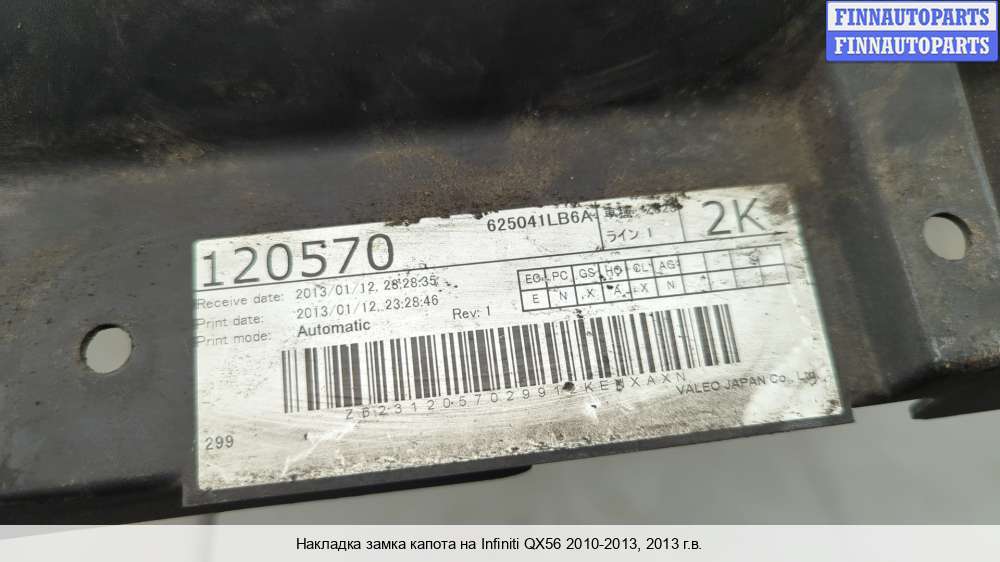 FINNAUTOPARTS
FINNAUTOPARTS
625041LB6A
ライン 1
2K
120570
Receive date: 2013/01/12, 23:28:35
Print date: 2013/01/12, 23:28:46
Print mode: Automatic Rev: 1
EG PC GS HO CL AG
E N X A X N
VALEO JAPAN Co., Ltd.
299
Накладка замка капота на Infiniti QX56 2010-2013, 2013 г.в.